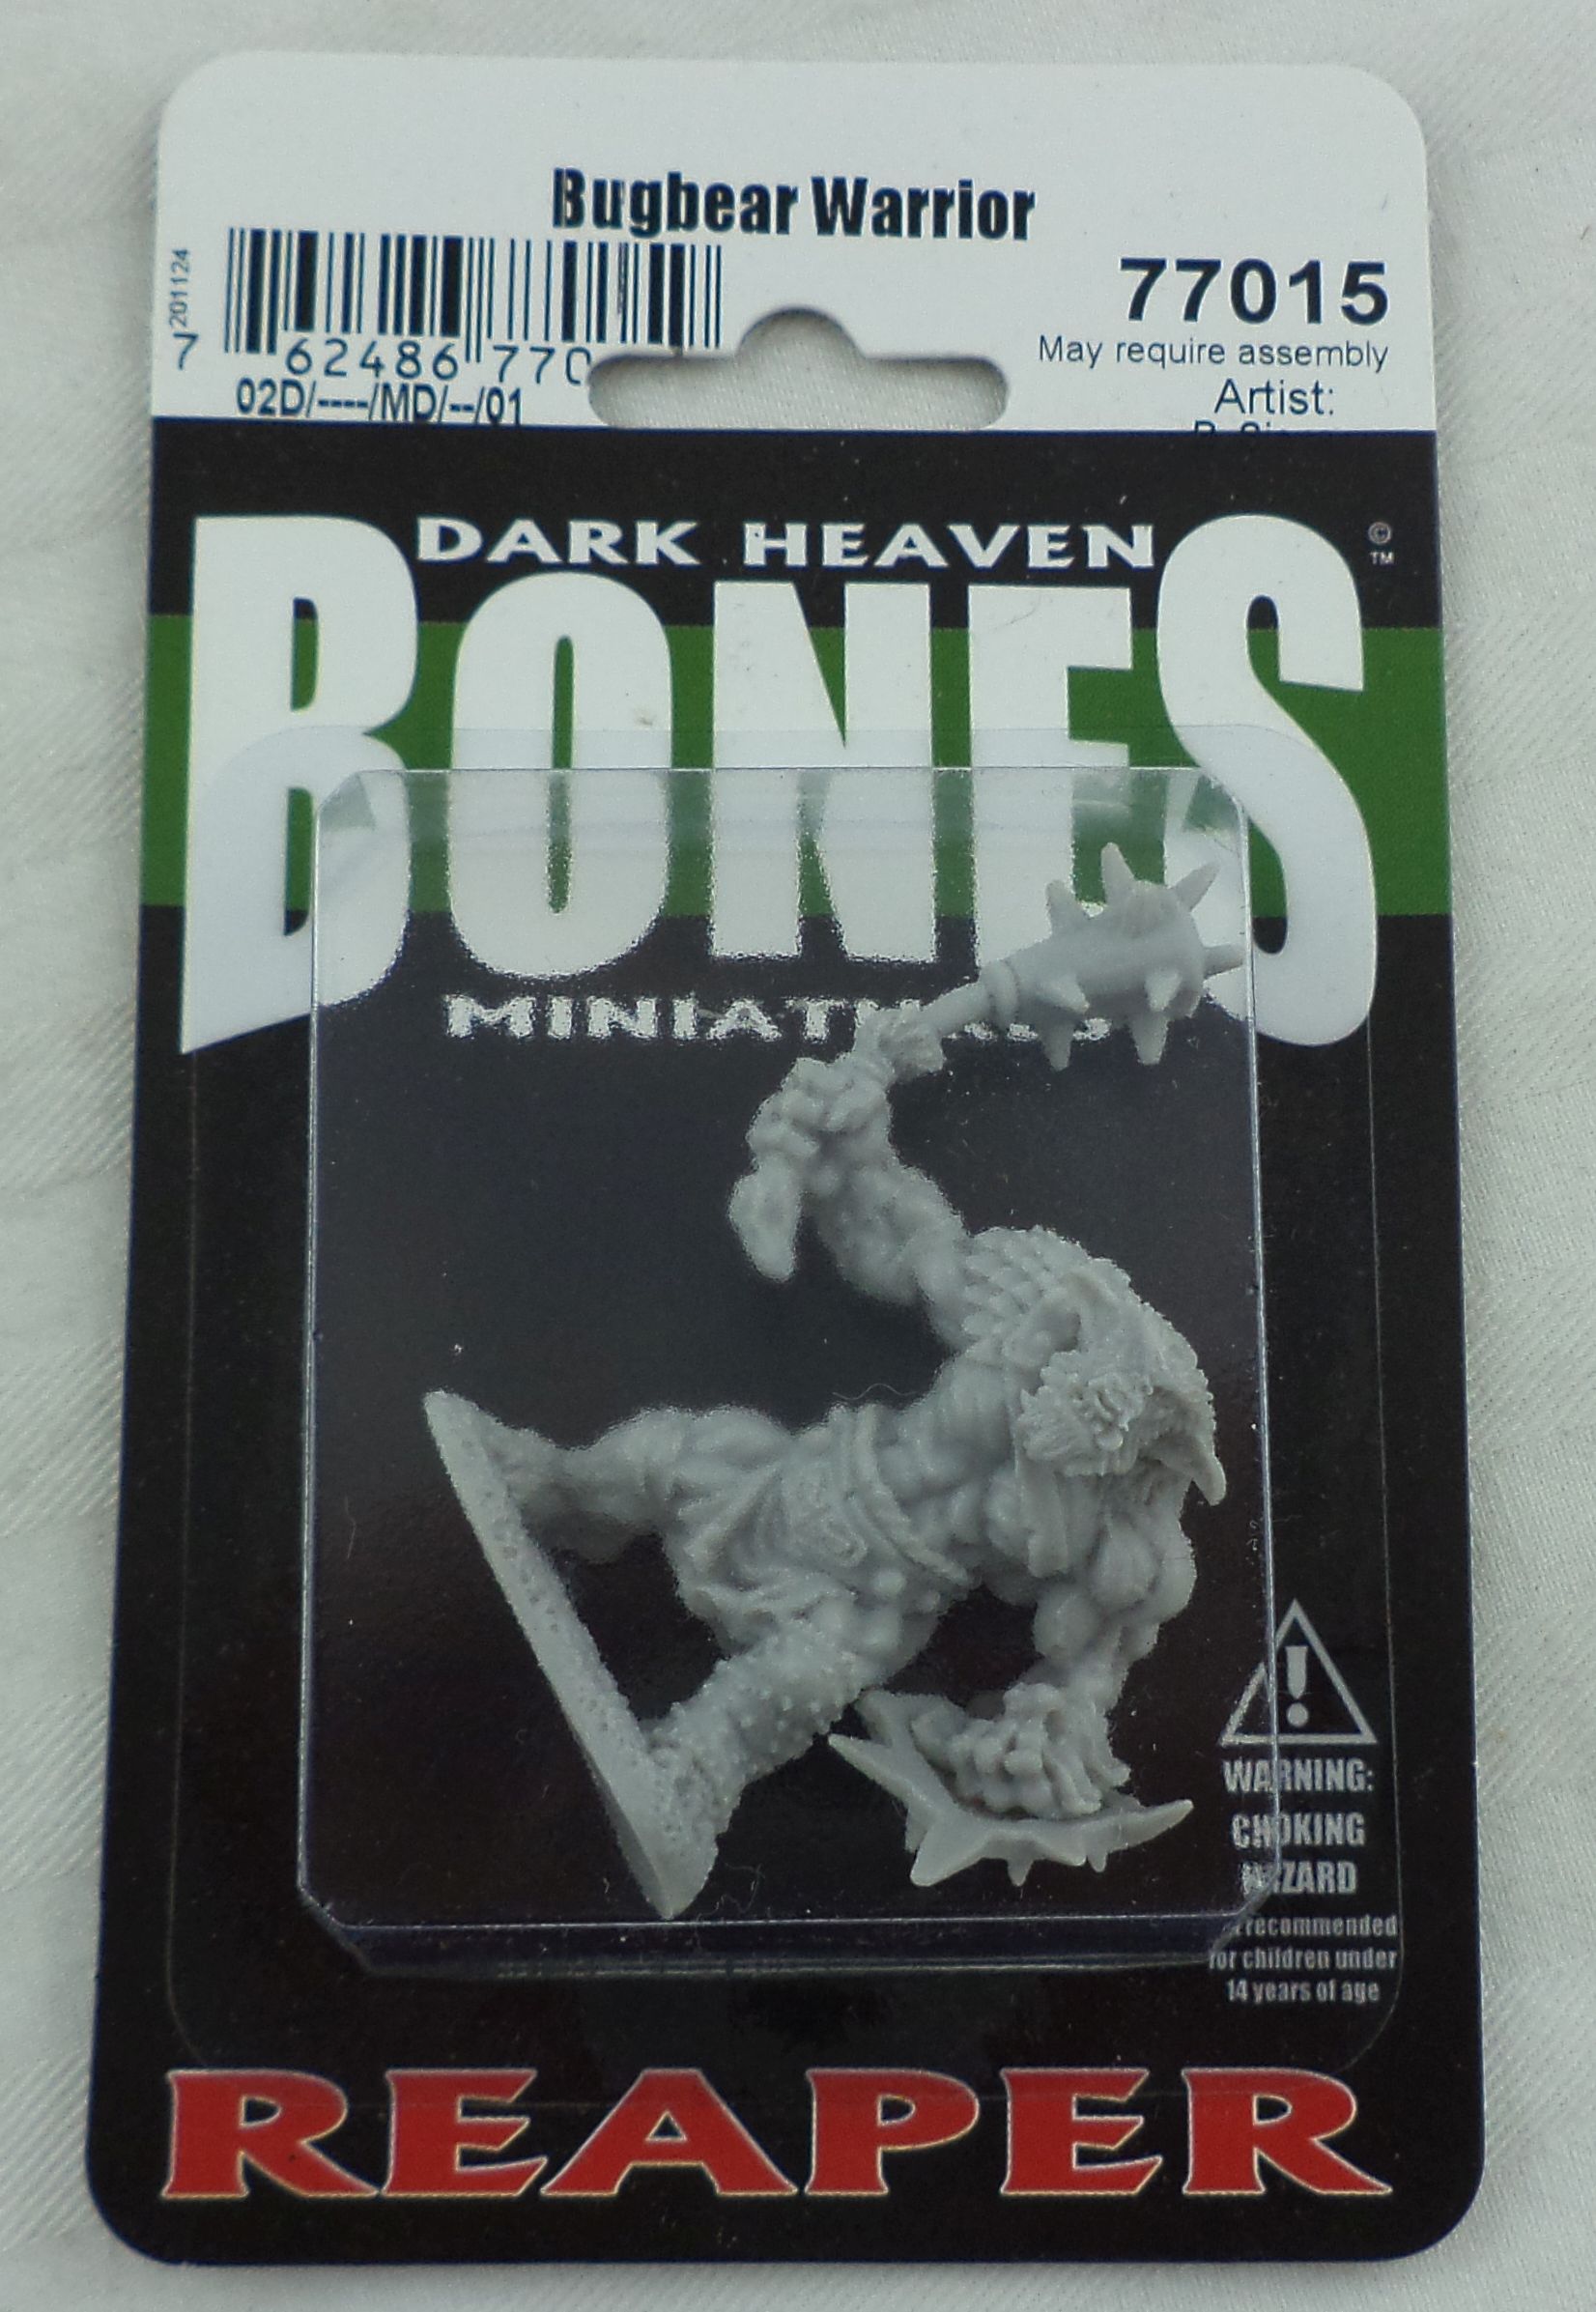 Bugbear Warrior
201124
7 62486 770
77015
May require assembly
02D/----/MD/--/01
Artist:
DARK HEAVEN
BONES
© TM
WARNING:
CHOKING
HAZARD
recommended
for children under
14 years of age
REAPER